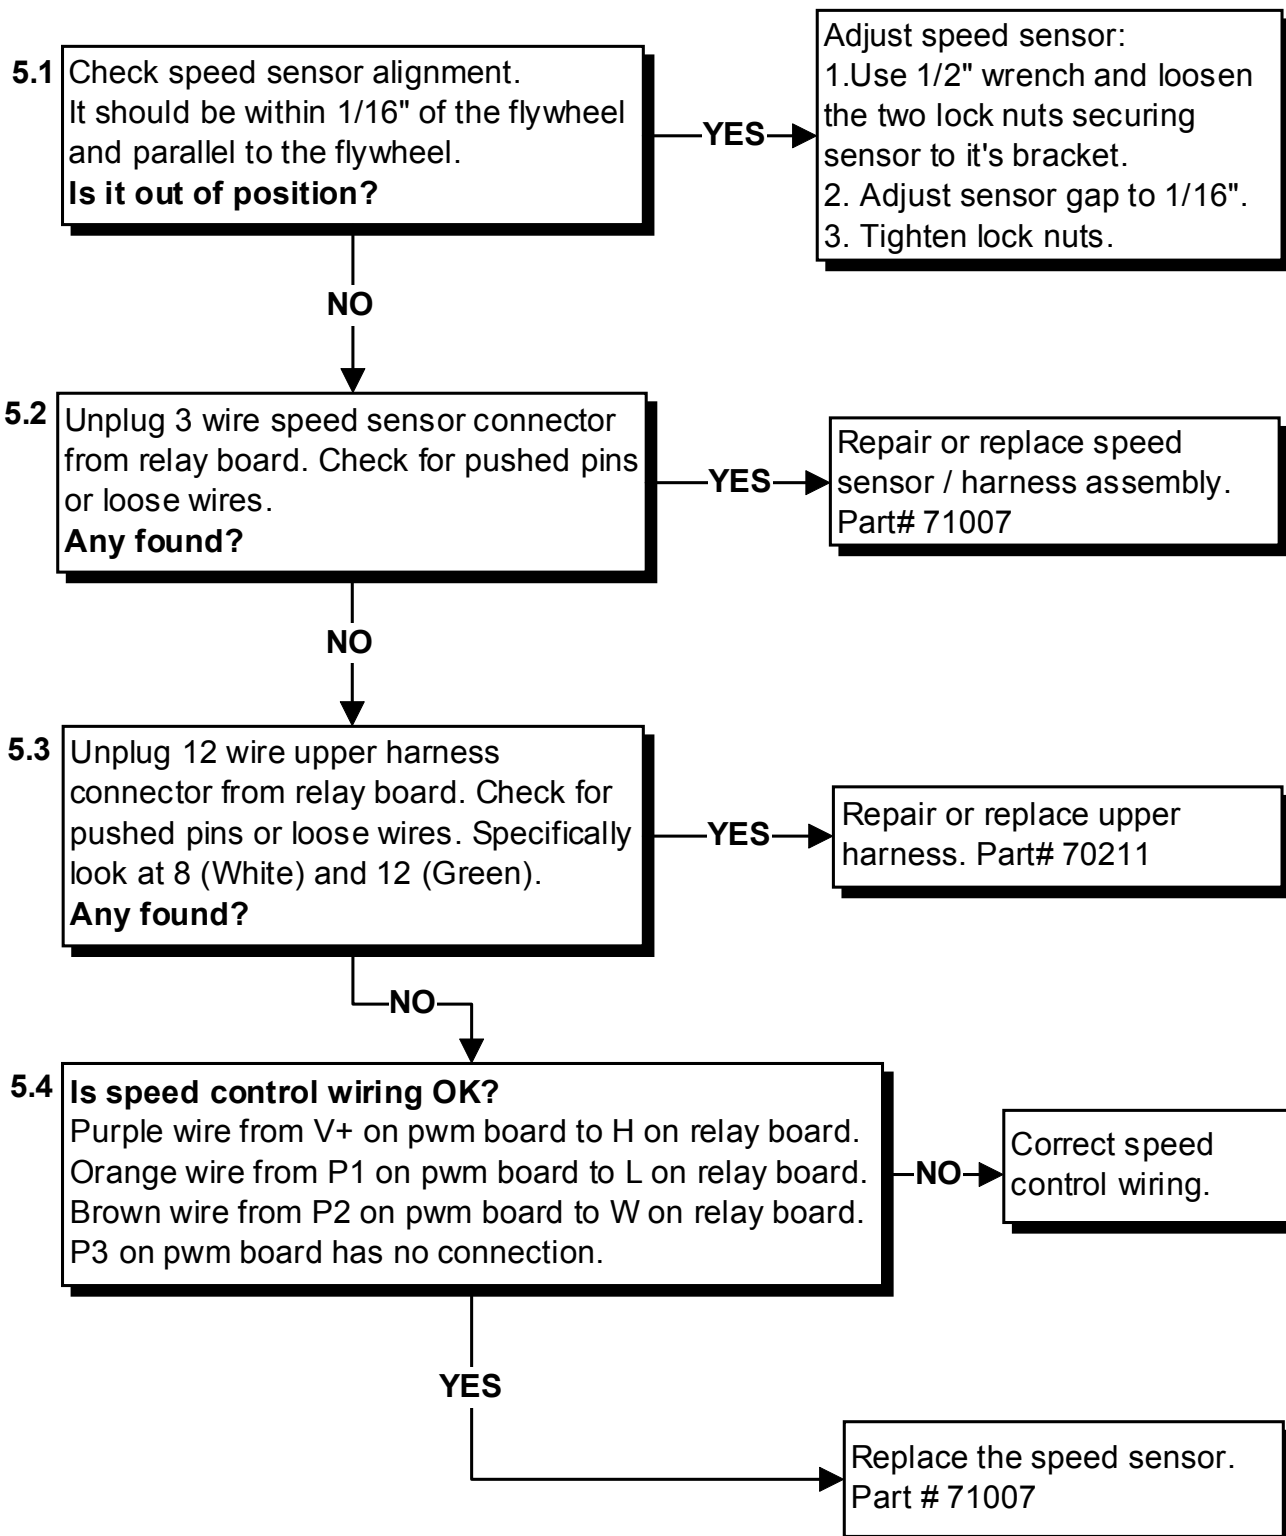 5.1
Check speed sensor alignment.
It should be within 1/16" of the flywheel
and parallel to the flywheel.
Is it out of position?
YES
Adjust speed sensor:
1.Use 1/2" wrench and loosen
the two lock nuts securing
sensor to it's bracket.
2. Adjust sensor gap to 1/16".
3. Tighten lock nuts.
NO
5.2
Unplug 3 wire speed sensor connector
from relay board. Check for pushed pins
or loose wires.
Any found?
YES
Repair or replace speed
sensor / harness assembly.
Part# 71007
NO
5.3
Unplug 12 wire upper harness
connector from relay board. Check for
pushed pins or loose wires. Specifically
look at 8 (White) and 12 (Green).
Any found?
YES
Repair or replace upper
harness. Part# 70211
NO
5.4
Is speed control wiring OK?
Purple wire from V+ on pwm board to H on relay board.
Orange wire from P1 on pwm board to L on relay board.
Brown wire from P2 on pwm board to W on relay board.
P3 on pwm board has no connection.
NO
Correct speed
control wiring.
YES
Replace the speed sensor.
Part # 71007